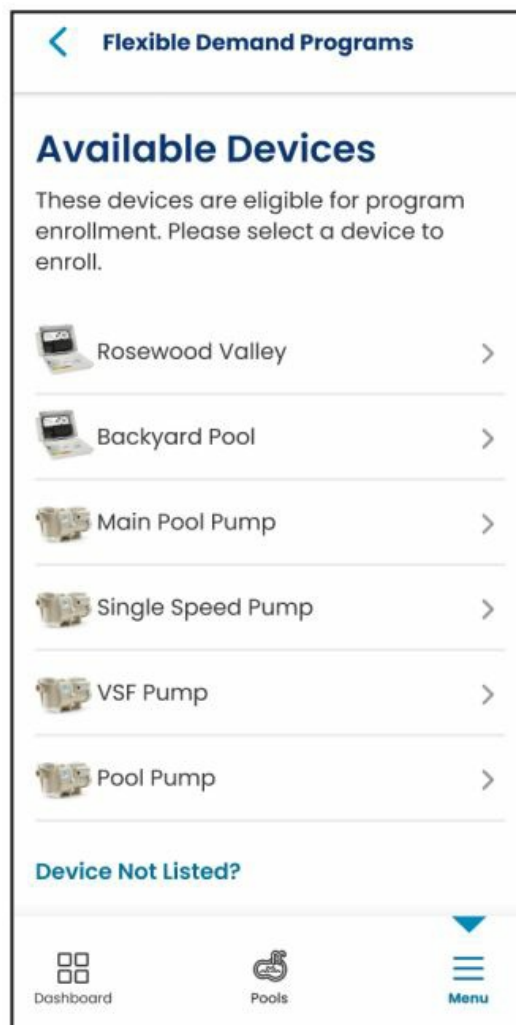 Flexible Demand Programs
Available Devices
These devices are eligible for program
enrollment. Please select a device to
enroll.
Rosewood Valley
Backyard Pool
Main Pool Pump
Single Speed Pump
VSF Pump
Pool Pump
Device Not Listed?
Dashboard
Pools
Menu